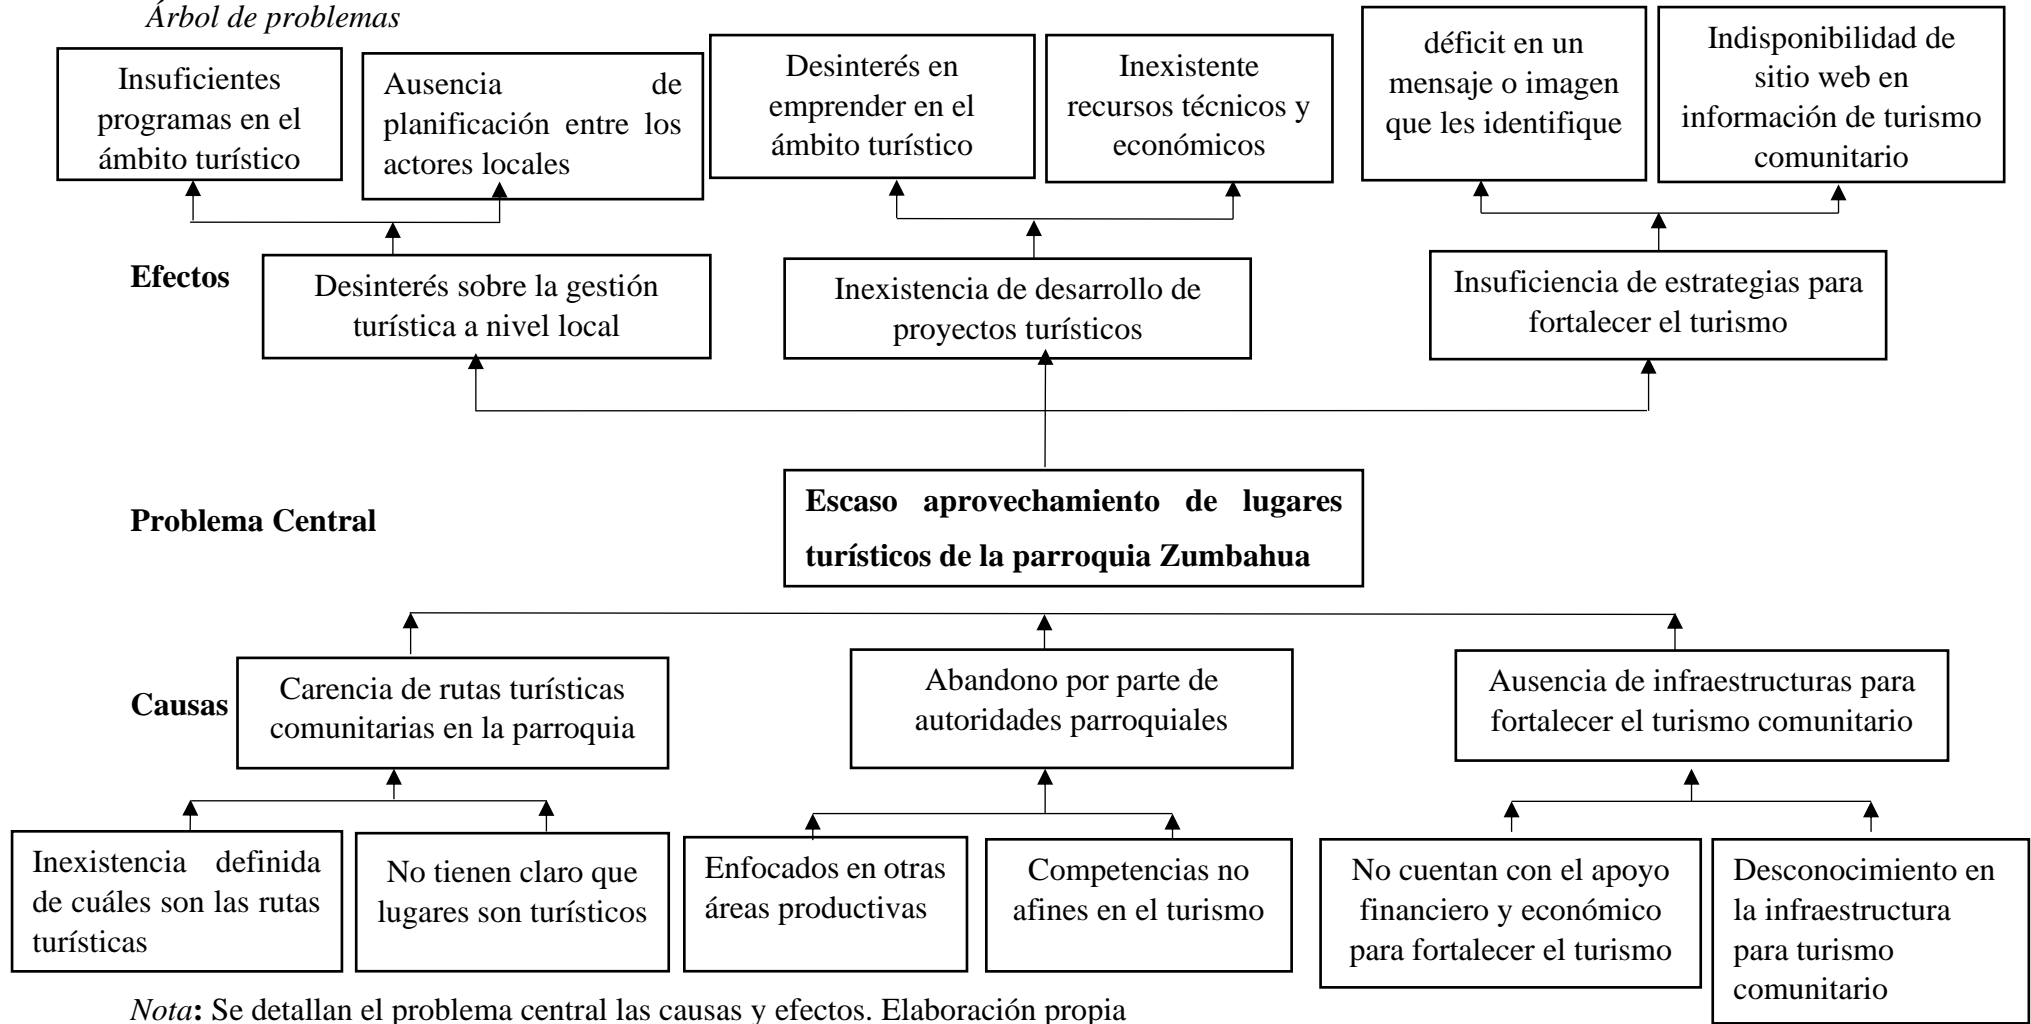 Árbol de problemas
Insuficientes
programas en el
ámbito turístico
Ausencia de
planificación entre los
actores locales
Desinterés en
emprender en el
ámbito turístico
Inexistente
recursos técnicos y
económicos
déficit en un
mensaje o imagen
que les identifique
Indisponibilidad de
sitio web en
información de turismo
comunitario
Efectos
Desinterés sobre la gestión
turística a nivel local
Inexistencia de desarrollo de
proyectos turísticos
Insuficiencia de estrategias para
fortalecer el turismo
Problema Central
Escaso aprovechamiento de lugares
turísticos de la parroquia Zumbahua
Causas
Carencia de rutas turísticas
comunitarias en la parroquia
Abandono por parte de
autoridades parroquiales
Ausencia de infraestructuras para
fortalecer el turismo comunitario
Inexistencia definida
de cuáles son las rutas
turísticas
No tienen claro que
lugares son turísticos
Enfocados en otras
áreas productivas
Competencias no
afines en el turismo
No cuentan con el apoyo
financiero y económico
para fortalecer el turismo
Desconocimiento en
la infraestructura
para turismo
comunitario
Nota: Se detallan el problema central las causas y efectos. Elaboración propia